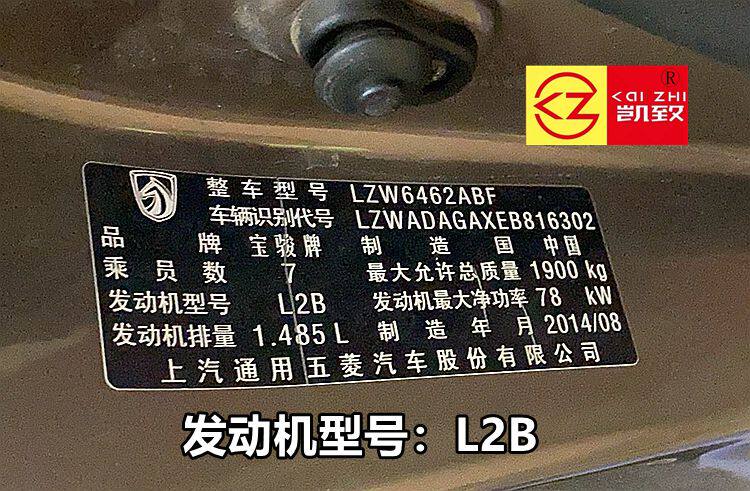 ®
CAI ZHI
KZ
凯致
整车型号 LZW6462ABF
车辆识别代号 LZWADAGAXEB816302
品牌 宝骏牌 制造国 中国
乘员数 7 最大允许总质量 1900 kg
发动机型号 L2B 发动机最大净功率 78 kW
发动机排量 1.485 L 制造年月 2014/08
上汽通用五菱汽车股份有限公司
发动机型号：L2B